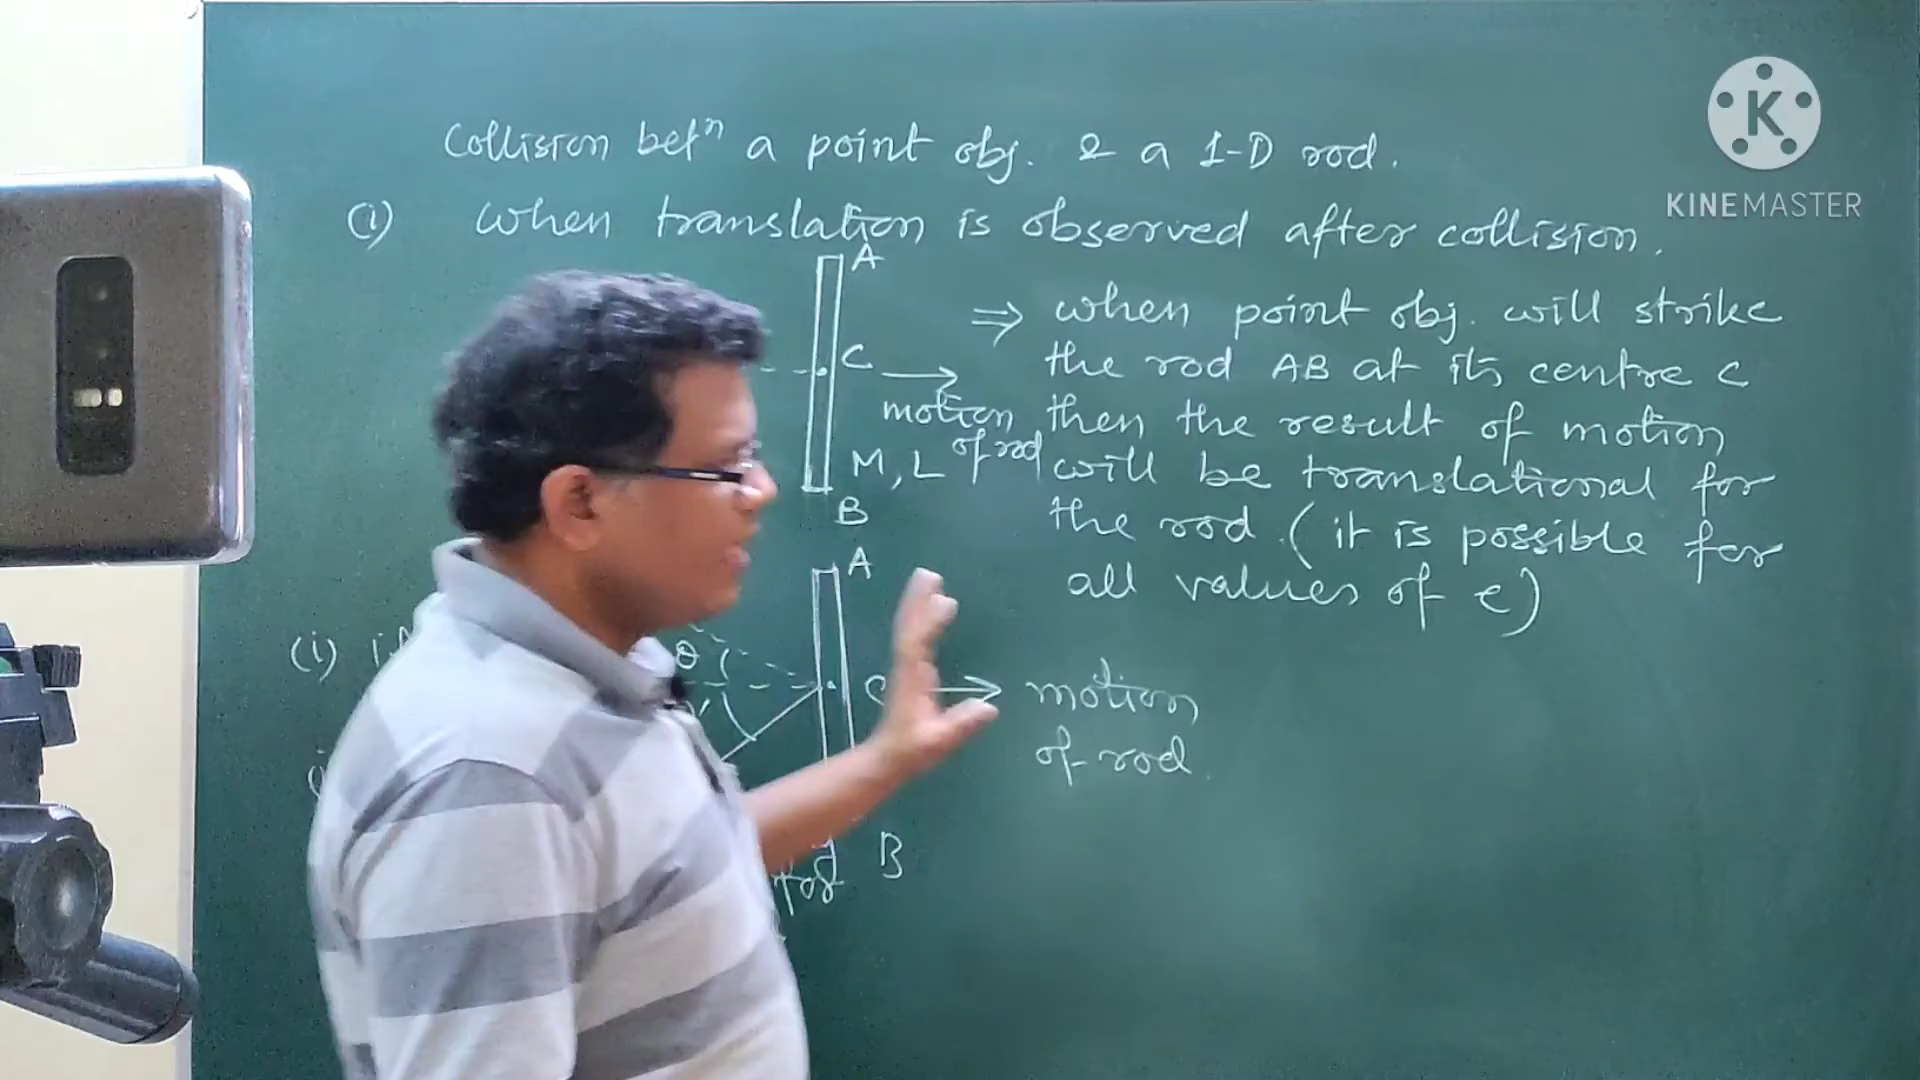 Collision betⁿ a point obj. & a 1-D rod.
(1) when translation is observed after collision.
A
⇒ when point obj. will strike
the rod AB at its centre C
C
motion
of rod
then the result of motion
M, L
will be translational for
B
the rod. (it is possible for
all values of e)
A
(i)
θ
C
motion
of rod.
B
K
KINEMASTER